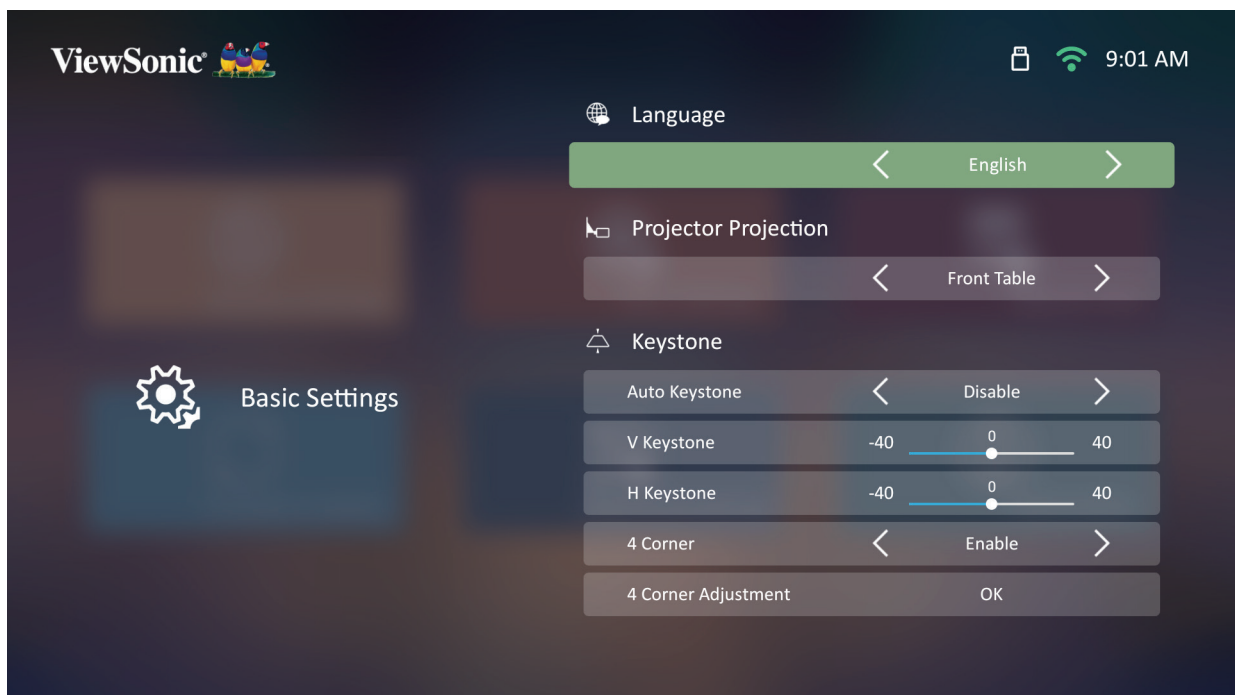 ViewSonic®
9:01 AM
Language
English
Projector Projection
Front Table
Keystone
Auto Keystone Disable
V Keystone -40 0 40
H Keystone -40 0 40
4 Corner Enable
4 Corner Adjustment OK
Basic Settings